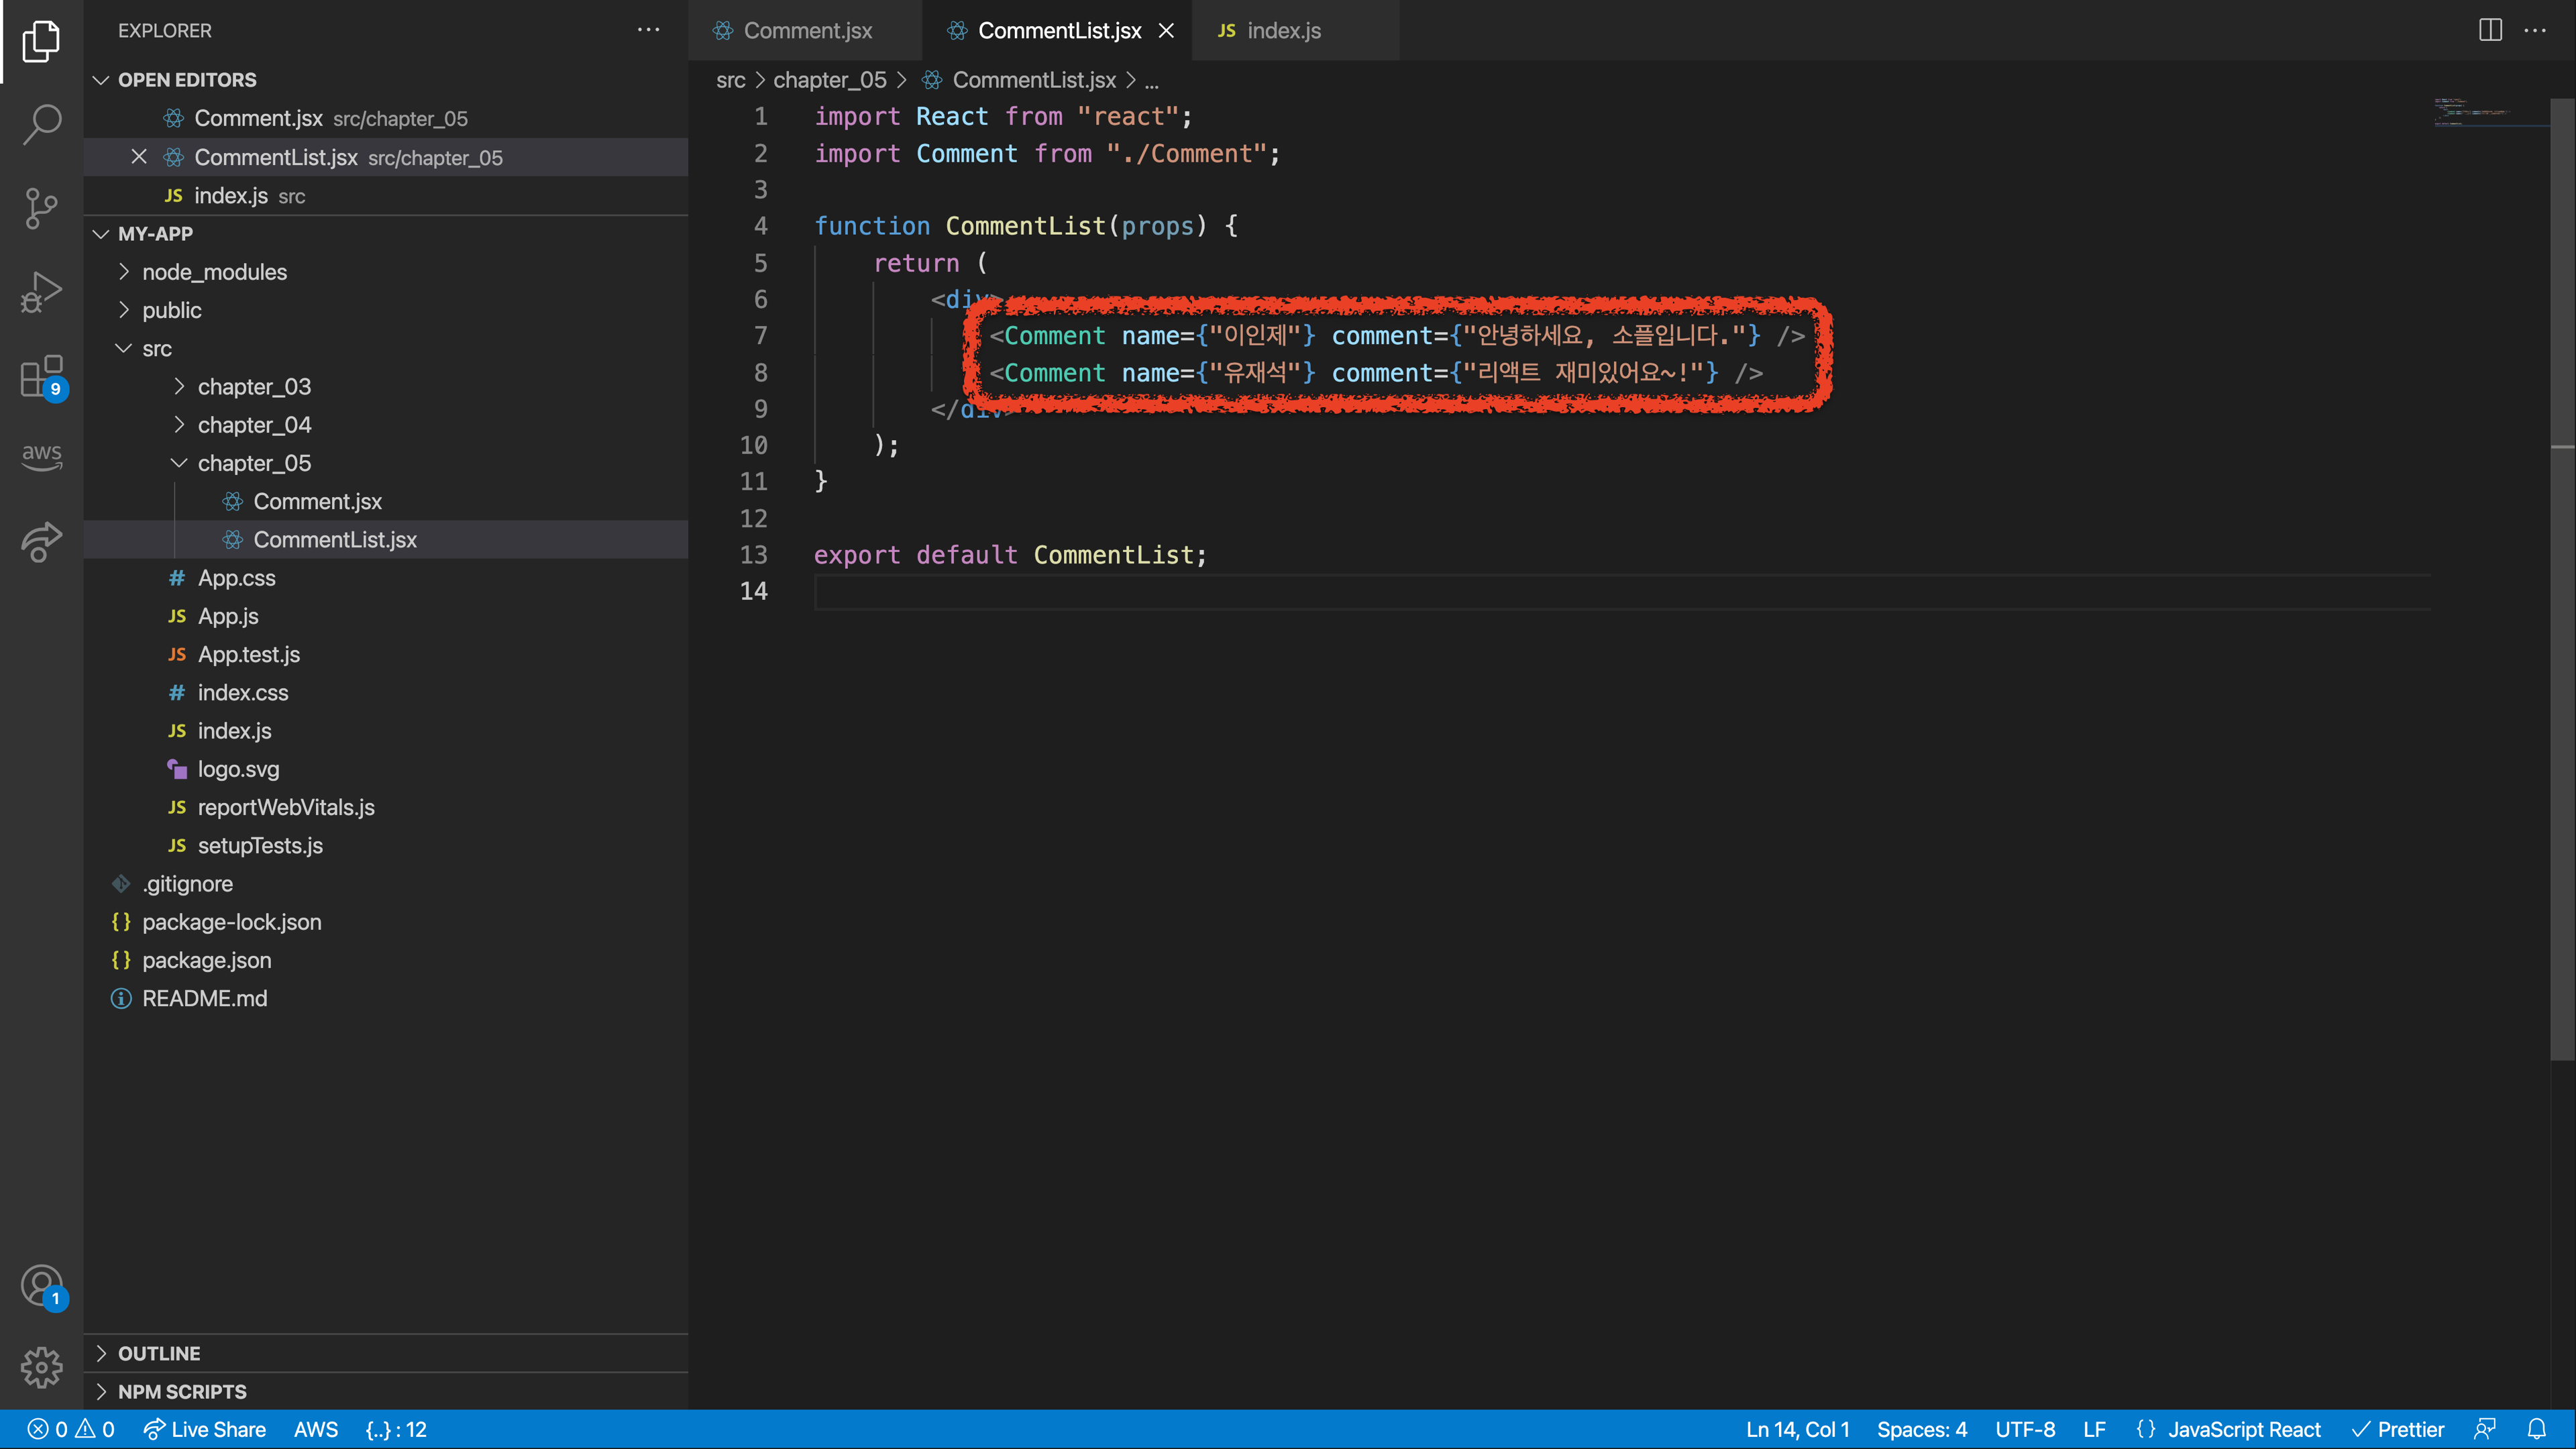 EXPLORER
OPEN EDITORS
Comment.jsx src/chapter_05
CommentList.jsx src/chapter_05
JS index.js src
MY-APP
node_modules
public
src
chapter_03
chapter_04
chapter_05
Comment.jsx
CommentList.jsx
# App.css
JS App.js
JS App.test.js
# index.css
JS index.js
logo.svg
JS reportWebVitals.js
JS setupTests.js
.gitignore
{} package-lock.json
{} package.json
README.md
OUTLINE
NPM SCRIPTS
9
aws
1
Comment.jsx CommentList.jsx JS index.js
src > chapter_05 > CommentList.jsx > ...
1 import React from "react";
2 import Comment from "./Comment";
3
4 function CommentList(props) {
5 return (
6 <div>
7 <Comment name={"이인제"} comment={"안녕하세요, 소플입니다."} />
8 <Comment name={"유재석"} comment={"리액트 재미있어요~!"} />
9 </div>
10 );
11 }
12
13 export default CommentList;
14
0 0 Live Share AWS {..} : 12 Ln 14, Col 1 Spaces: 4 UTF-8 LF {} JavaScript React Prettier